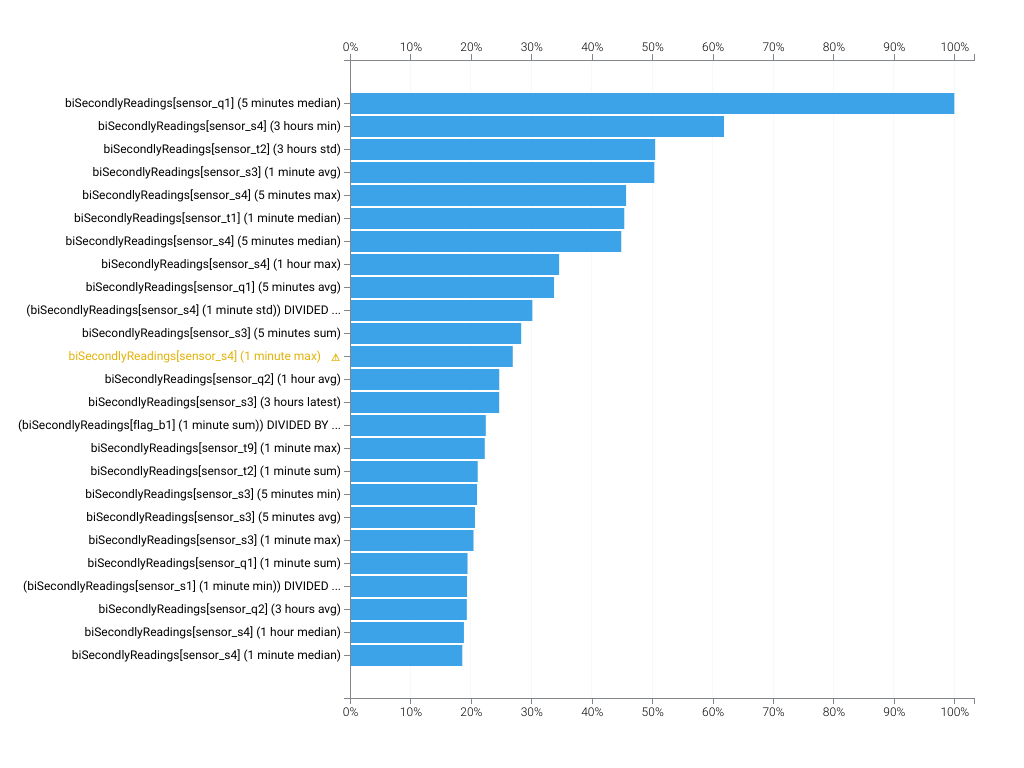 0% 10% 20% 30% 40% 50% 60% 70% 80% 90% 100%
biSecondlyReadings[sensor_q1] (5 minutes median)
biSecondlyReadings[sensor_s4] (3 hours min)
biSecondlyReadings[sensor_t2] (3 hours std)
biSecondlyReadings[sensor_s3] (1 minute avg)
biSecondlyReadings[sensor_s4] (5 minutes max)
biSecondlyReadings[sensor_t1] (1 minute median)
biSecondlyReadings[sensor_s4] (5 minutes median)
biSecondlyReadings[sensor_s4] (1 hour max)
biSecondlyReadings[sensor_q1] (5 minutes avg)
(biSecondlyReadings[sensor_s4] (1 minute std)) DIVIDED ...
biSecondlyReadings[sensor_s3] (5 minutes sum)
biSecondlyReadings[sensor_s4] (1 minute max) ⚠
biSecondlyReadings[sensor_q2] (1 hour avg)
biSecondlyReadings[sensor_s3] (3 hours latest)
(biSecondlyReadings[flag_b1] (1 minute sum)) DIVIDED BY ...
biSecondlyReadings[sensor_t9] (1 minute max)
biSecondlyReadings[sensor_t2] (1 minute sum)
biSecondlyReadings[sensor_s3] (5 minutes min)
biSecondlyReadings[sensor_s3] (5 minutes avg)
biSecondlyReadings[sensor_s3] (1 minute max)
biSecondlyReadings[sensor_q1] (1 minute sum)
(biSecondlyReadings[sensor_s1] (1 minute min)) DIVIDED ...
biSecondlyReadings[sensor_q2] (3 hours avg)
biSecondlyReadings[sensor_s4] (1 hour median)
biSecondlyReadings[sensor_s4] (1 minute median)
0% 10% 20% 30% 40% 50% 60% 70% 80% 90% 100%